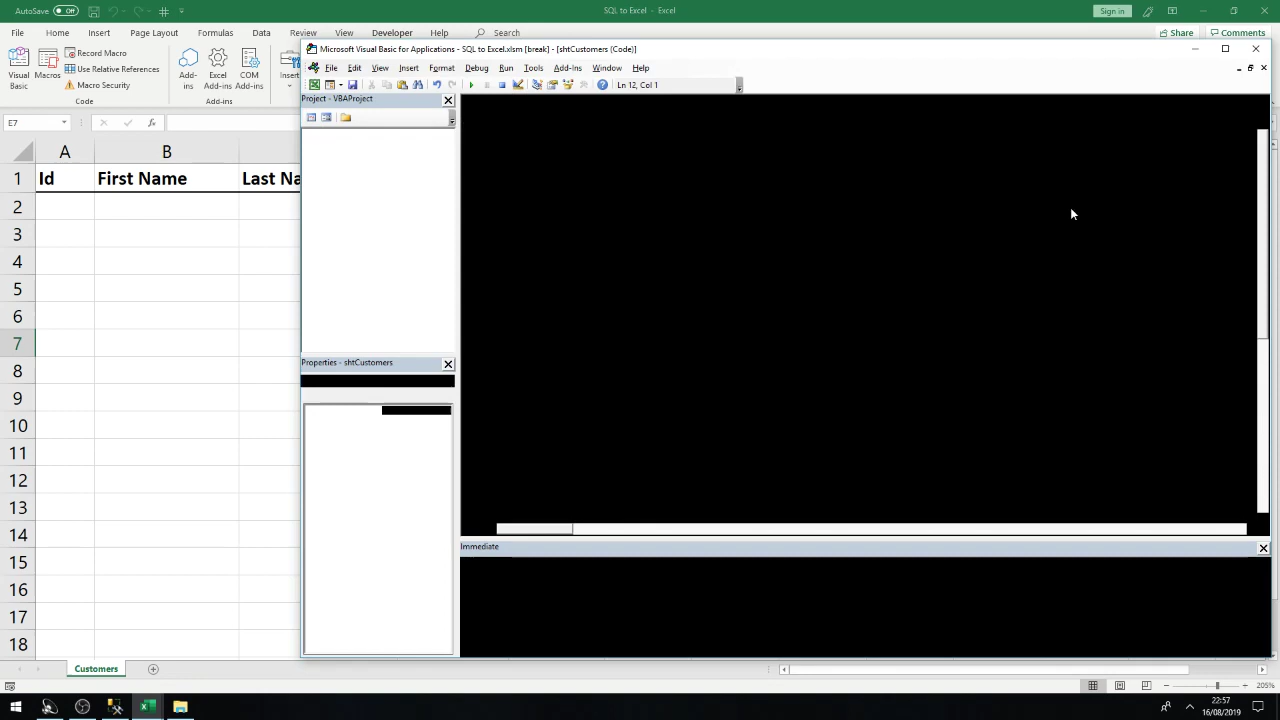 AutoSave Off SQL to Excel - Excel Sign in
File Home Insert Page Layout Formulas Data Review View Developer Help Search Share Comments
Visual Basic Macros Record Macro Use Relative References Macro Security Code
Add-ins Excel Add-ins COM Add-ins Add-ins
Insert
Microsoft Visual Basic for Applications - SQL to Excel.xlsm [break] - [shtCustomers (Code)]
File Edit View Insert Format Debug Run Tools Add-Ins Window Help
Ln 12, Col 1
Project - VBAProject
E7
A B
1 Id First Name Last Na
2
3
4
5
6
7
8
9
10
11
12
13
14
15
16
17
18
Properties - shtCustomers
Immediate
Customers
205%
22:57
16/08/2019